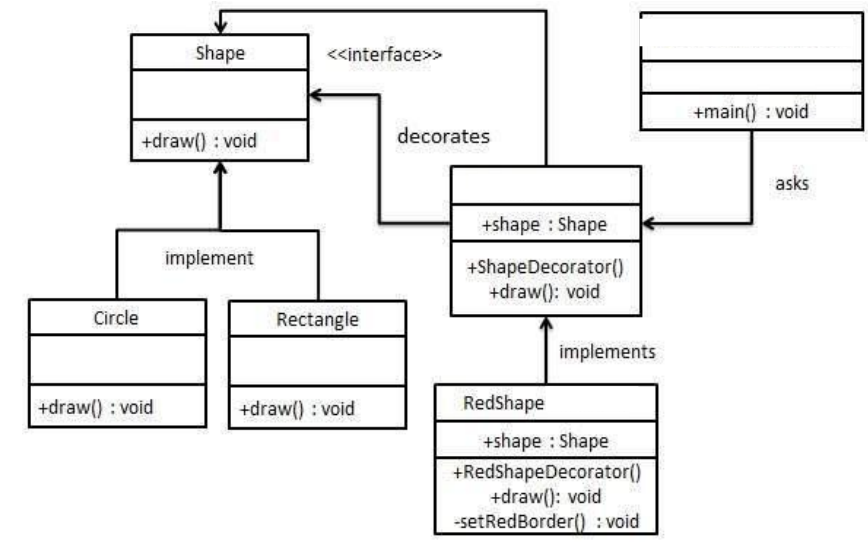 Shape
<<interface>>
+draw() : void
decorates
+main() : void
asks
+shape : Shape
+ShapeDecorator()
+draw(): void
implement
implements
Circle
+draw() : void
Rectangle
+draw() : void
RedShape
+shape : Shape
+RedShapeDecorator()
+draw(): void
-setRedBorder() : void